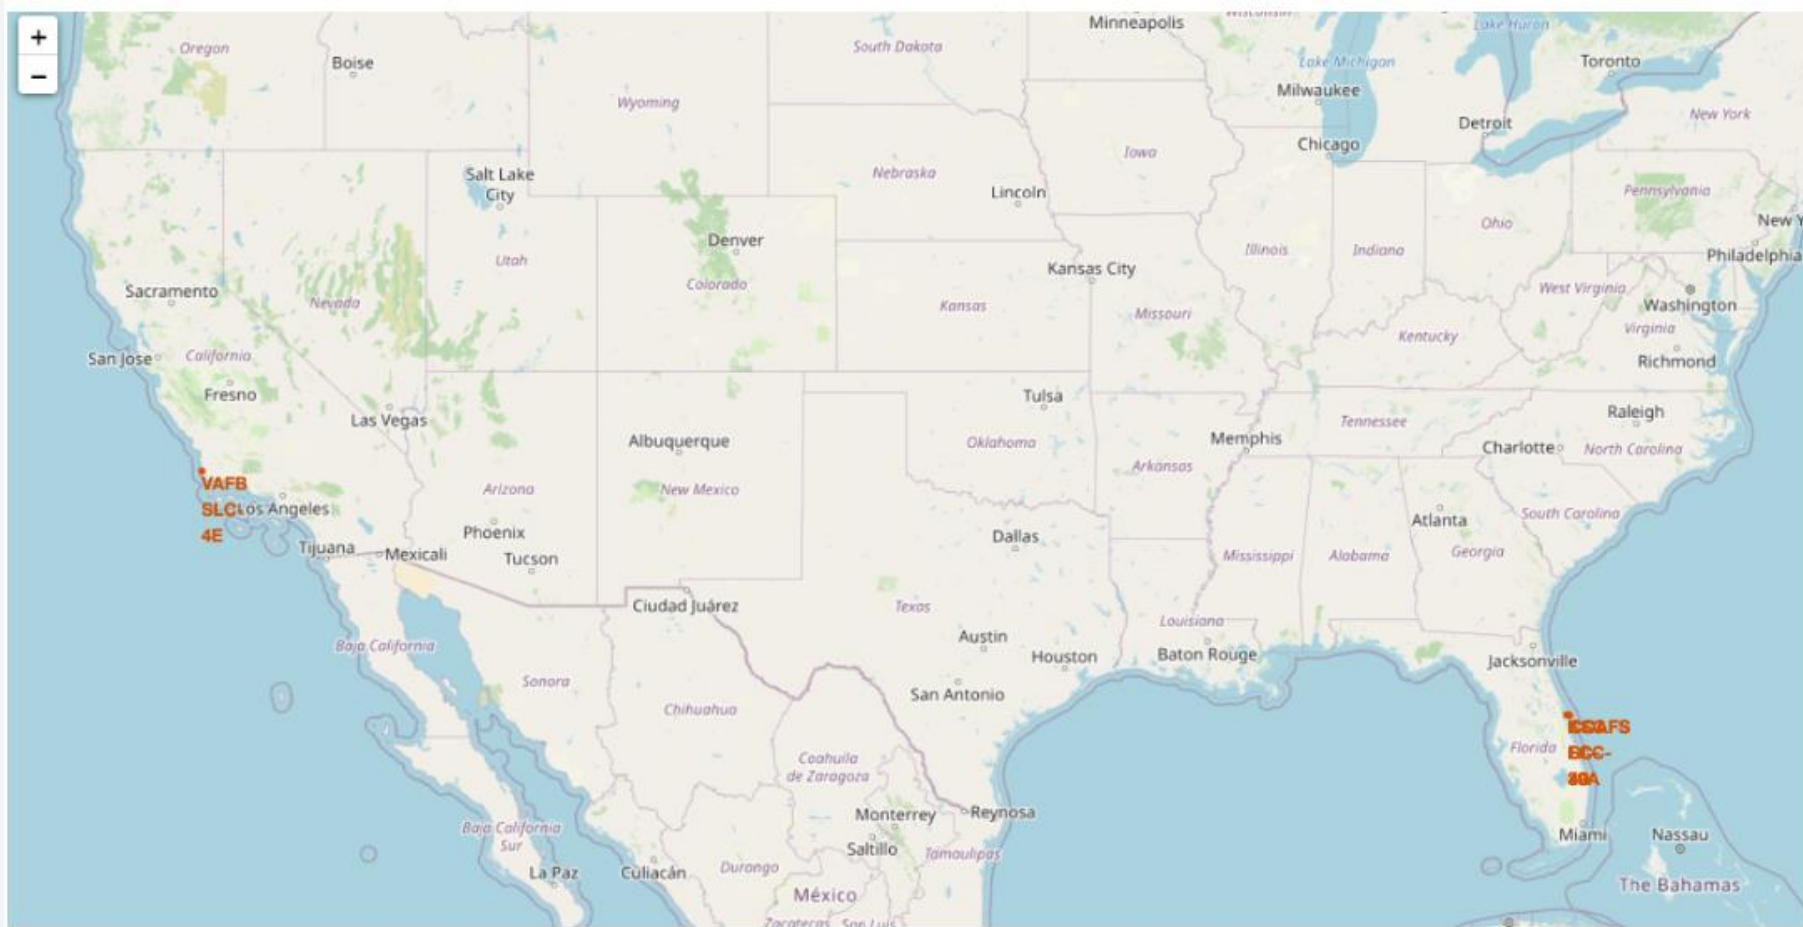 +
−
Minneapolis
Wisconsin
Lake Huron
Oregon
South Dakota
Boise
Lake Michigan
Toronto
Milwaukee
Wyoming
New York
Detroit
Chicago
Iowa
Salt Lake
City
Nebraska
Lincoln
Pennsylvania
New Y
Ohio
Denver
Utah
Illinois
Indiana
Philadelphia
Kansas City
Colorado
Sacramento
Nevada
Kansas
Missouri
West Virginia
Washington
Virginia
Kentucky
San Jose
California
Richmond
Fresno
Tulsa
Las Vegas
Raleigh
Tennessee
Albuquerque
Oklahoma
Memphis
Charlotte
North Carolina
Arkansas
VAFB
SLC-
4E
Los Angeles
Arizona
New Mexico
Phoenix
Dallas
Atlanta
South Carolina
Tijuana
Mexicali
Tucson
Mississippi
Alabama
Georgia
Ciudad Juárez
Texas
Louisiana
Austin
Baja California
Houston
Baton Rouge
Jacksonville
Sonora
San Antonio
Chihuahua
Florida
Coahuila
de Zaragoza
Monterrey
Reynosa
Baja California
Sur
Miami
Nassau
Saltillo
Tamaulipas
La Paz
Culiacán
Durango
México
The Bahamas
Zacatecas
San Luis